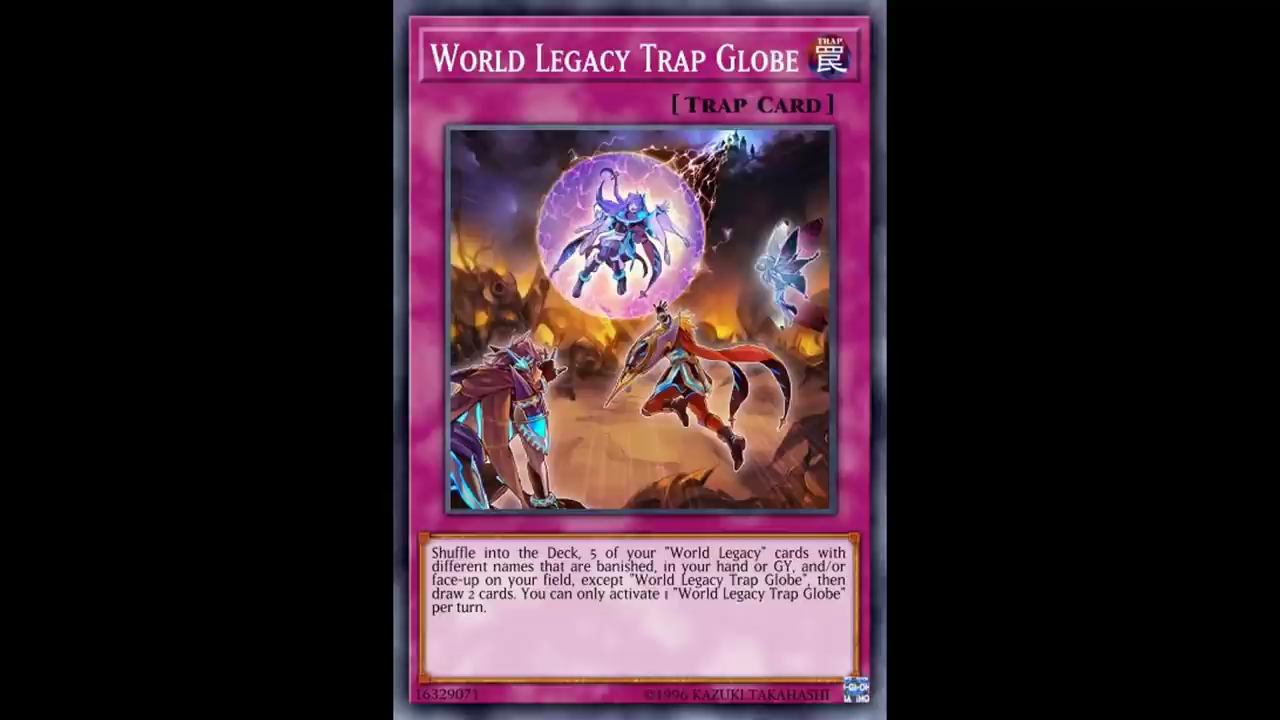 World Legacy Trap Globe
TRAP
罠
[ Trap Card ]
Shuffle into the Deck, 5 of your "World Legacy" cards with
different names that are banished, in your hand or GY, and/or
face-up on your field, except "World Legacy Trap Globe", then
draw 2 cards. You can only activate 1 "World Legacy Trap Globe"
per turn.
16329071
©1996 KAZUKI TAKAHASHI